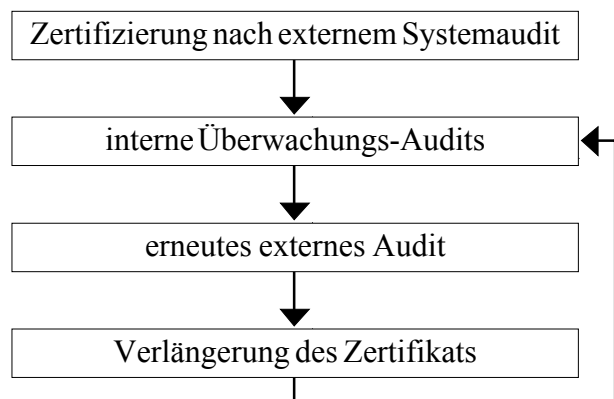 Zertifizierung nach externem Systemaudit
interne Überwachungs-Audits
erneutes externes Audit
Verlängerung des Zertifikats